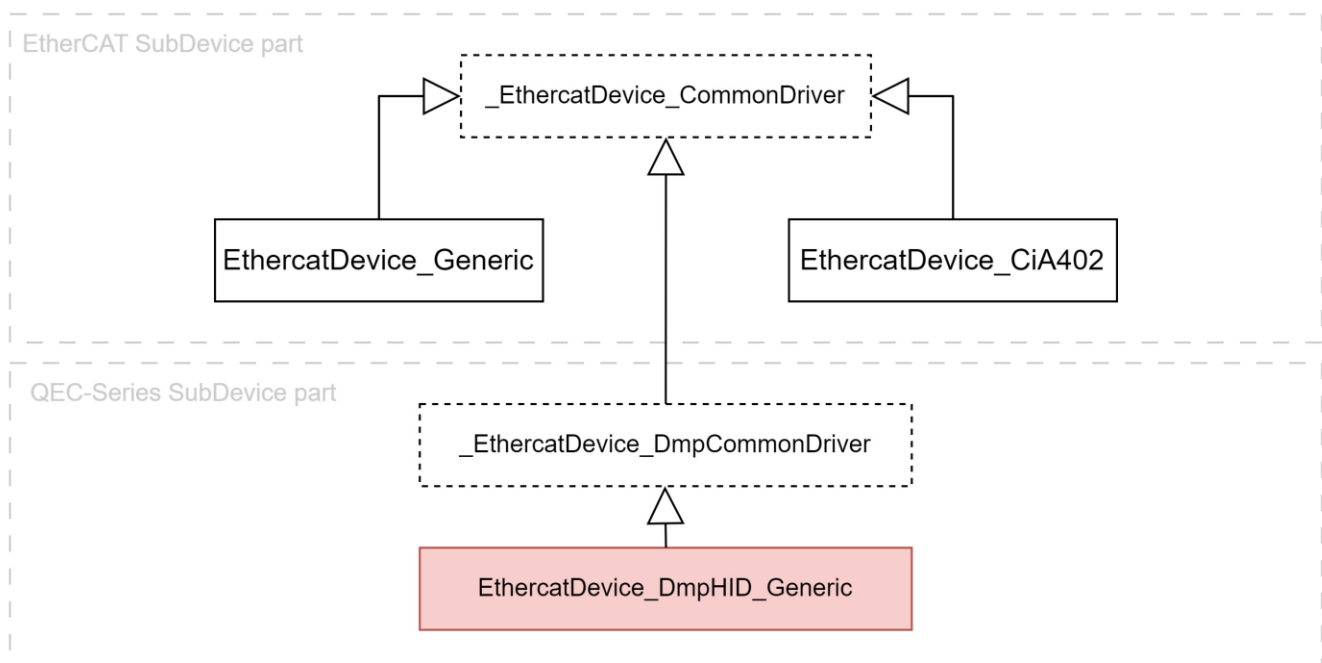 EtherCAT SubDevice part
_EthercatDevice_CommonDriver
EthercatDevice_Generic
EthercatDevice_CiA402
QEC-Series SubDevice part
_EthercatDevice_DmpCommonDriver
EthercatDevice_DmpHID_Generic